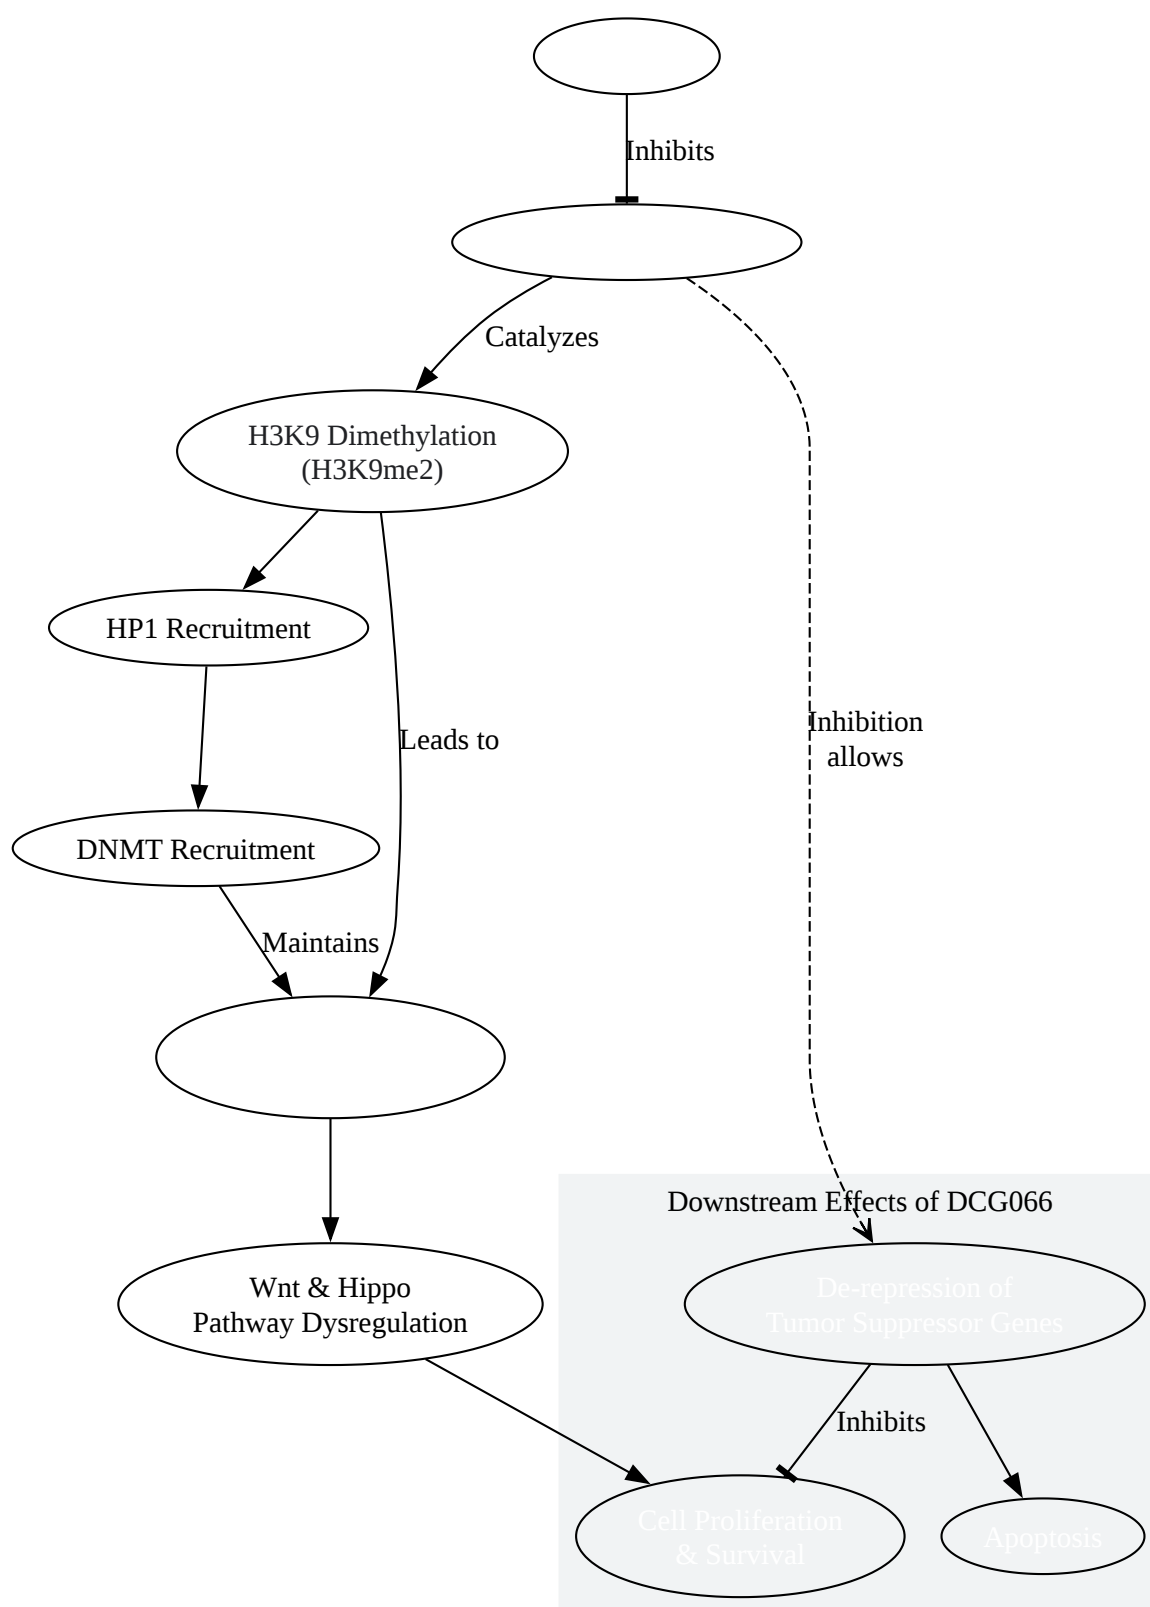 Inhibits
Catalyzes
H3K9 Dimethylation
(H3K9me2)
HP1 Recruitment
Leads to
Inhibition
allows
DNMT Recruitment
Maintains
Downstream Effects of DCG066
Wnt & Hippo
Pathway Dysregulation
De-repression of
Tumor Suppressor Genes
Inhibits
Cell Proliferation
& Survival
Apoptosis